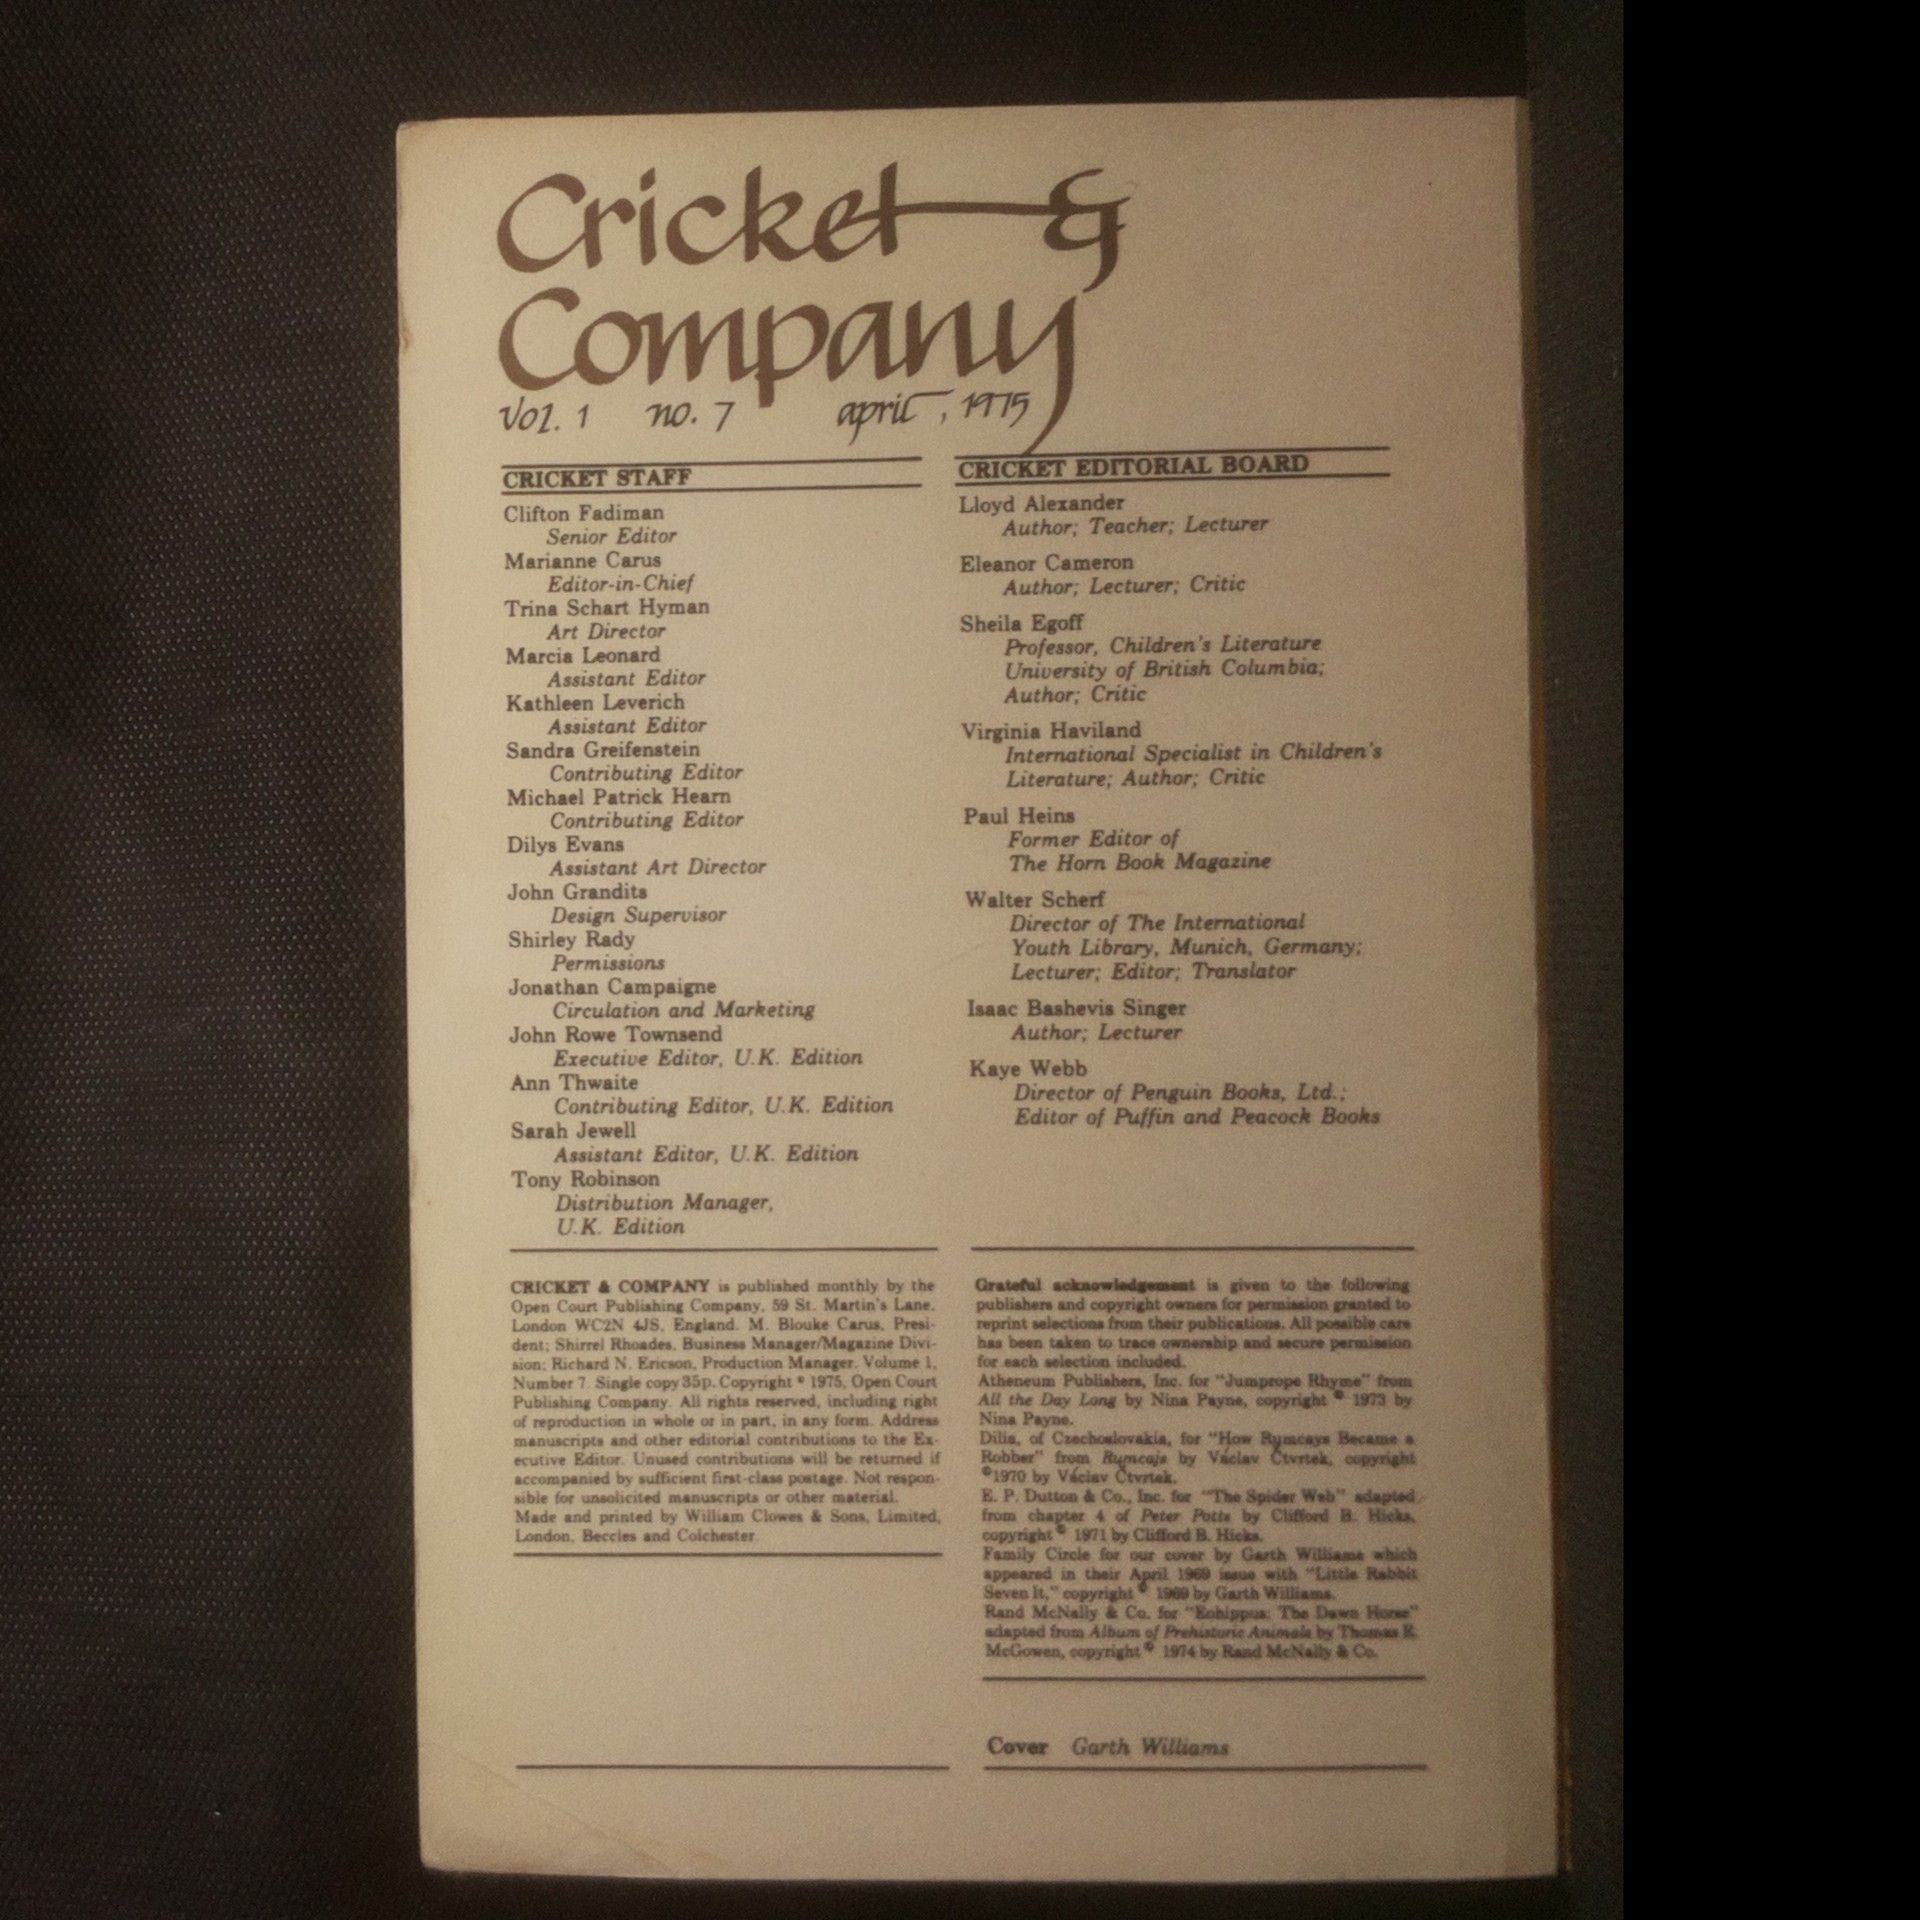 Cricket &
Company
Vol. 1 no. 7 april, 1975
CRICKET STAFF
Clifton Fadiman
Senior Editor
Marianne Carus
Editor-in-Chief
Trina Schart Hyman
Art Director
Marcia Leonard
Assistant Editor
Kathleen Leverich
Assistant Editor
Sandra Greifenstein
Contributing Editor
Michael Patrick Hearn
Contributing Editor
Dilys Evans
Assistant Art Director
John Grandits
Design Supervisor
Shirley Rady
Permissions
Jonathan Campaigne
Circulation and Marketing
John Rowe Townsend
Executive Editor, U.K. Edition
Ann Thwaite
Contributing Editor, U.K. Edition
Sarah Jewell
Assistant Editor, U.K. Edition
Tony Robinson
Distribution Manager,
U.K. Edition
CRICKET EDITORIAL BOARD
Lloyd Alexander
Author; Teacher; Lecturer
Eleanor Cameron
Author; Lecturer; Critic
Sheila Egoff
Professor, Children's Literature
University of British Columbia;
Author; Critic
Virginia Haviland
International Specialist in Children's
Literature; Author; Critic
Paul Heins
Former Editor of
The Horn Book Magazine
Walter Scherf
Director of The International
Youth Library, Munich, Germany;
Lecturer; Editor; Translator
Isaac Bashevis Singer
Author; Lecturer
Kaye Webb
Director of Penguin Books, Ltd.;
Editor of Puffin and Peacock Books
CRICKET & COMPANY is published monthly by the
Open Court Publishing Company, 59 St. Martin's Lane,
London WC2N 4JS, England. M. Blouke Carus, Presi-
dent; Shirrel Rhoades, Business Manager/Magazine Divi-
sion; Richard N. Ericson, Production Manager. Volume 1,
Number 7. Single copy 35p. Copyright © 1975, Open Court
Publishing Company. All rights reserved, including right
of reproduction in whole or in part, in any form. Address
manuscripts and other editorial contributions to the Ex-
ecutive Editor. Unused contributions will be returned if
accompanied by sufficient first-class postage. Not respon-
sible for unsolicited manuscripts or other material.
Made and printed by William Clowes & Sons, Limited,
London, Beccles and Colchester
Grateful acknowledgement is given to the following
publishers and copyright owners for permission granted to
reprint selections from their publications. All possible care
has been taken to trace ownership and secure permission
for each selection included.
Atheneum Publishers, Inc. for "Jumprope Rhyme" from
All the Day Long by Nina Payne, copyright © 1973 by
Nina Payne.
Dilia, of Czechoslovakia, for "How Rumcays Became a
Robber" from Rumcajs by Václav Čtvrtek, copyright
©1970 by Václav Čtvrtek.
E. P. Dutton & Co., Inc. for "The Spider Web" adapted
from chapter 4 of Peter Potts by Clifford B. Hicks,
copyright © 1971 by Clifford B. Hicks.
Family Circle for our cover by Garth Williams which
appeared in their April 1969 issue with "Little Rabbit
Seven It," copyright © 1969 by Garth Williams.
Rand McNally & Co. for "Eohippus: The Dawn Horse"
adapted from Album of Prehistoric Animals by Thomas E.
McGowen, copyright © 1974 by Rand McNally & Co.
Cover Garth Williams